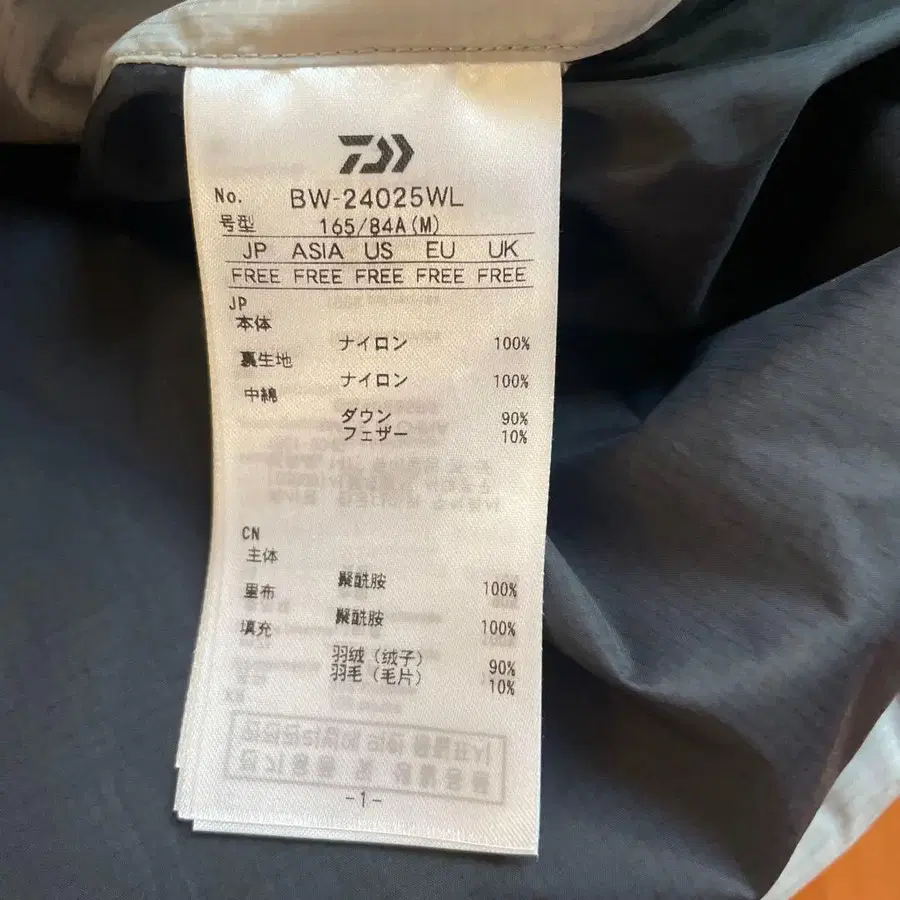 No. BW-24025WL
号型 165/84A(M)
JP ASIA US EU UK
FREE FREE FREE FREE FREE
JP
本体
ナイロン 100%
裏生地
ナイロン 100%
中綿
ダウン 90%
フェザー 10%
CN
主体
聚酰胺 100%
里布
聚酰胺 100%
填充
羽绒（绒子） 90%
羽毛（毛片） 10%
-1-